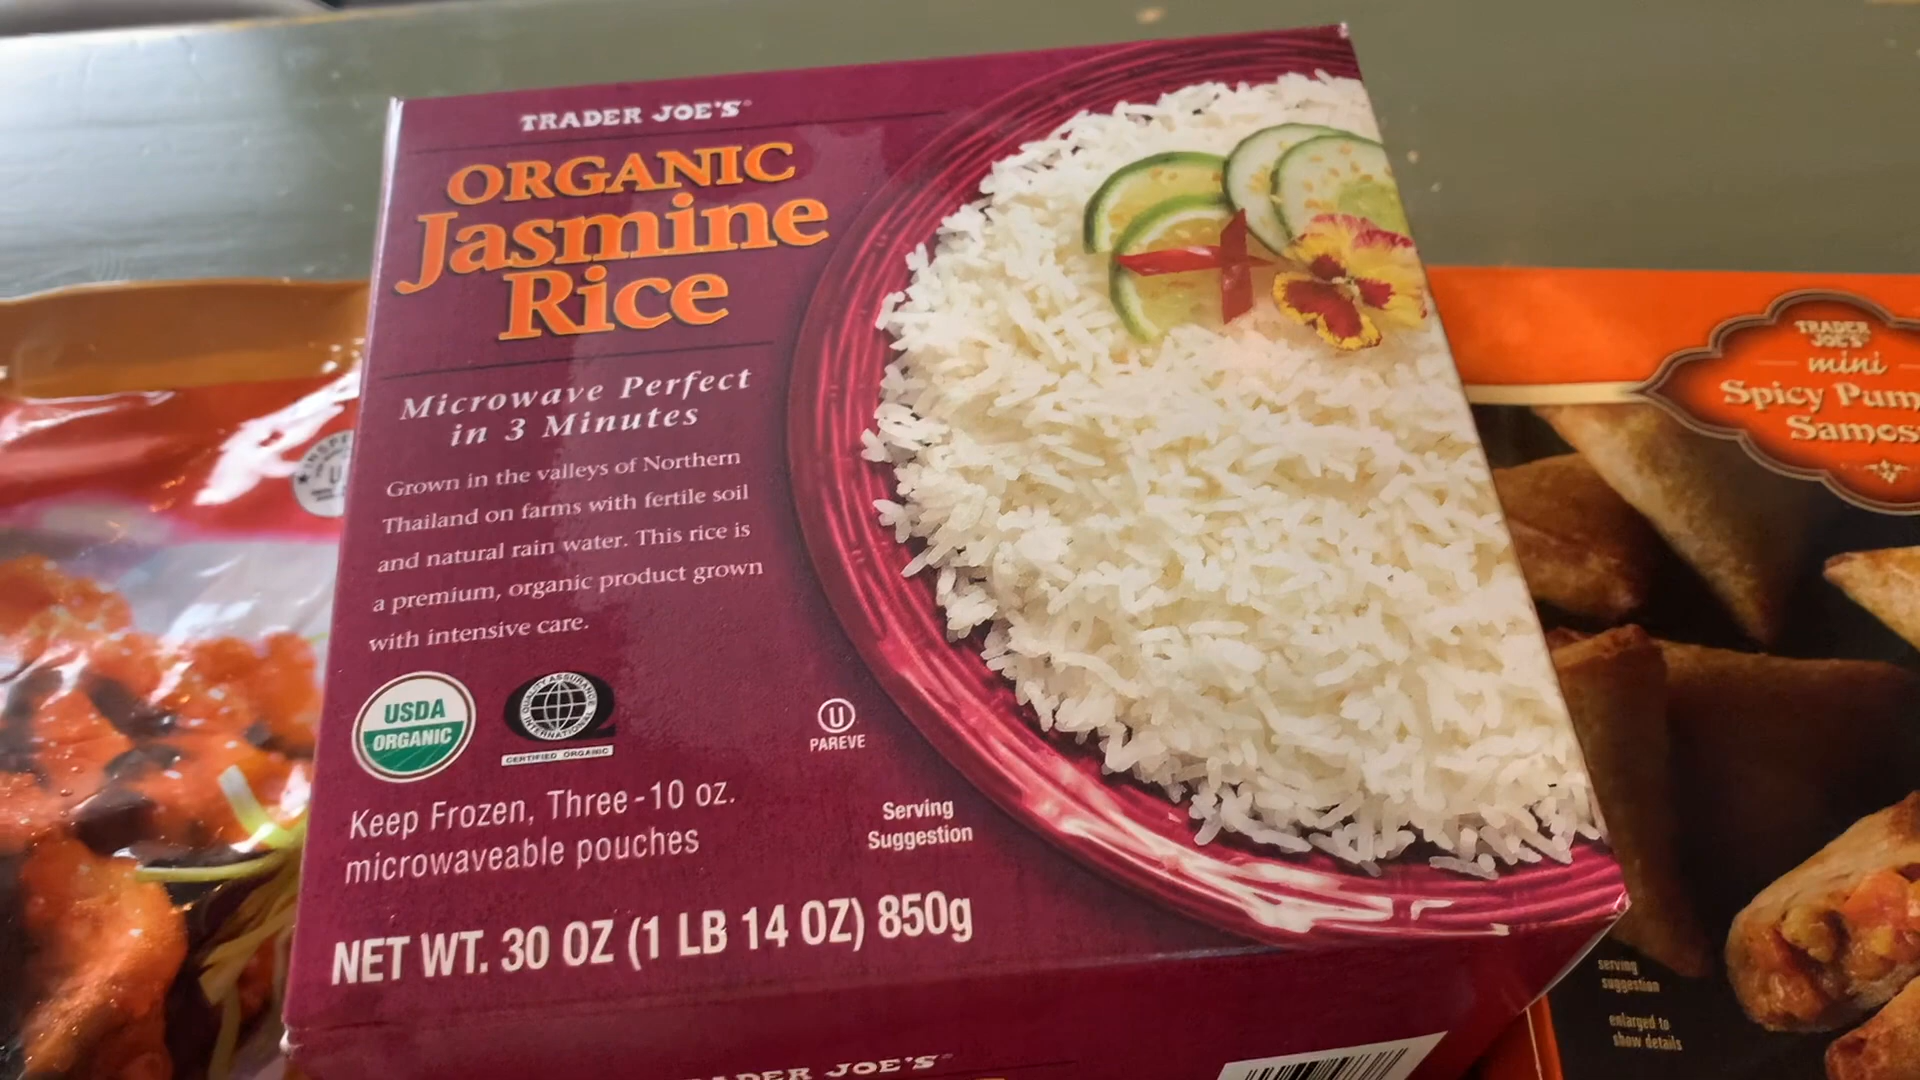 TRADER JOE'S
ORGANIC
Jasmine
Rice
Microwave Perfect
in 3 Minutes
Grown in the valleys of Northern
Thailand on farms with fertile soil
and natural rain water. This rice is
a premium, organic product grown
with intensive care.
USDA
ORGANIC
QUALITY ASSURANCE
INTERNATIONAL
CERTIFIED ORGANIC
U
PAREVE
Keep Frozen, Three-10 oz.
microwaveable pouches
Serving
Suggestion
NET WT. 30 OZ (1 LB 14 OZ) 850g
JOE'S
TRADER
JOE'S
mini
Spicy
serving
suggestion
enlarged to
show details